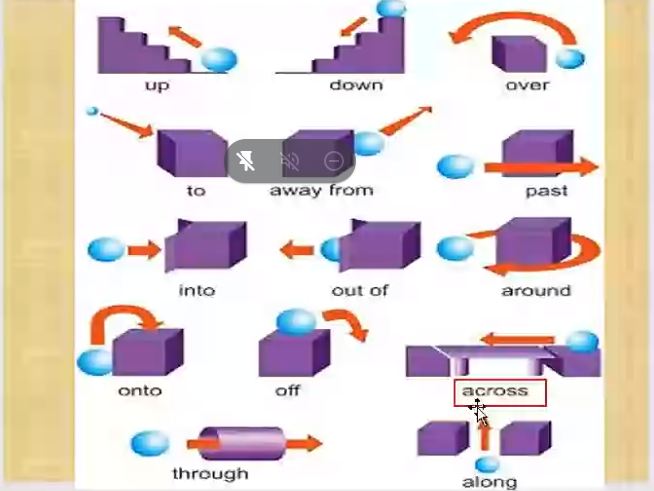 up down over
to away from past
into out of around
onto off across
through along